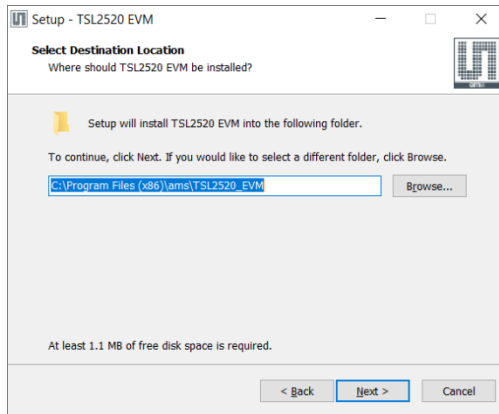 Setup - TSL2520 EVM
Select Destination Location
Where should TSL2520 EVM be installed?
Setup will install TSL2520 EVM into the following folder.
To continue, click Next. If you would like to select a different folder, click Browse.
C:\Program Files (x86)\ams\TSL2520_EVM
Browse...
At least 1.1 MB of free disk space is required.
< Back
Next >
Cancel